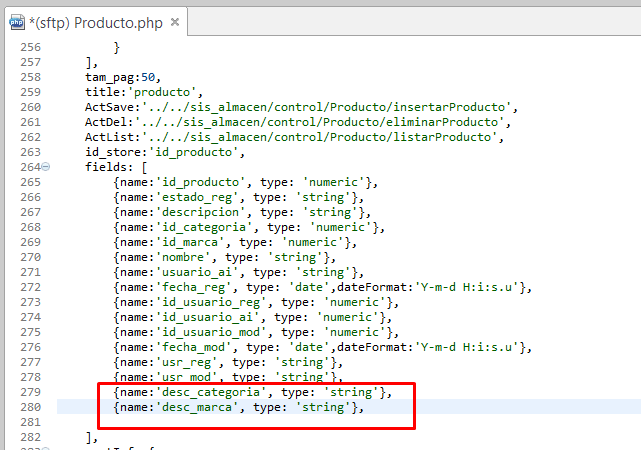 *(sftp) Producto.php
256 }
257 ],
258 tam_pag:50,
259 title:'producto',
260 ActSave:'../../sis_almacen/control/Producto/insertarProducto',
261 ActDel:'../../sis_almacen/control/Producto/eliminarProducto',
262 ActList:'../../sis_almacen/control/Producto/listarProducto',
263 id_store:'id_producto',
264 fields: [
265 {name:'id_producto', type: 'numeric'},
266 {name:'estado_reg', type: 'string'},
267 {name:'descripcion', type: 'string'},
268 {name:'id_categoria', type: 'numeric'},
269 {name:'id_marca', type: 'numeric'},
270 {name:'nombre', type: 'string'},
271 {name:'usuario_ai', type: 'string'},
272 {name:'fecha_reg', type: 'date',dateFormat:'Y-m-d H:i:s.u'},
273 {name:'id_usuario_reg', type: 'numeric'},
274 {name:'id_usuario_ai', type: 'numeric'},
275 {name:'id_usuario_mod', type: 'numeric'},
276 {name:'fecha_mod', type: 'date',dateFormat:'Y-m-d H:i:s.u'},
277 {name:'usr_reg', type: 'string'},
278 {name:'usr_mod', type: 'string'},
279 {name:'desc_categoria', type: 'string'},
280 {name:'desc_marca', type: 'string'},
281
282 ],